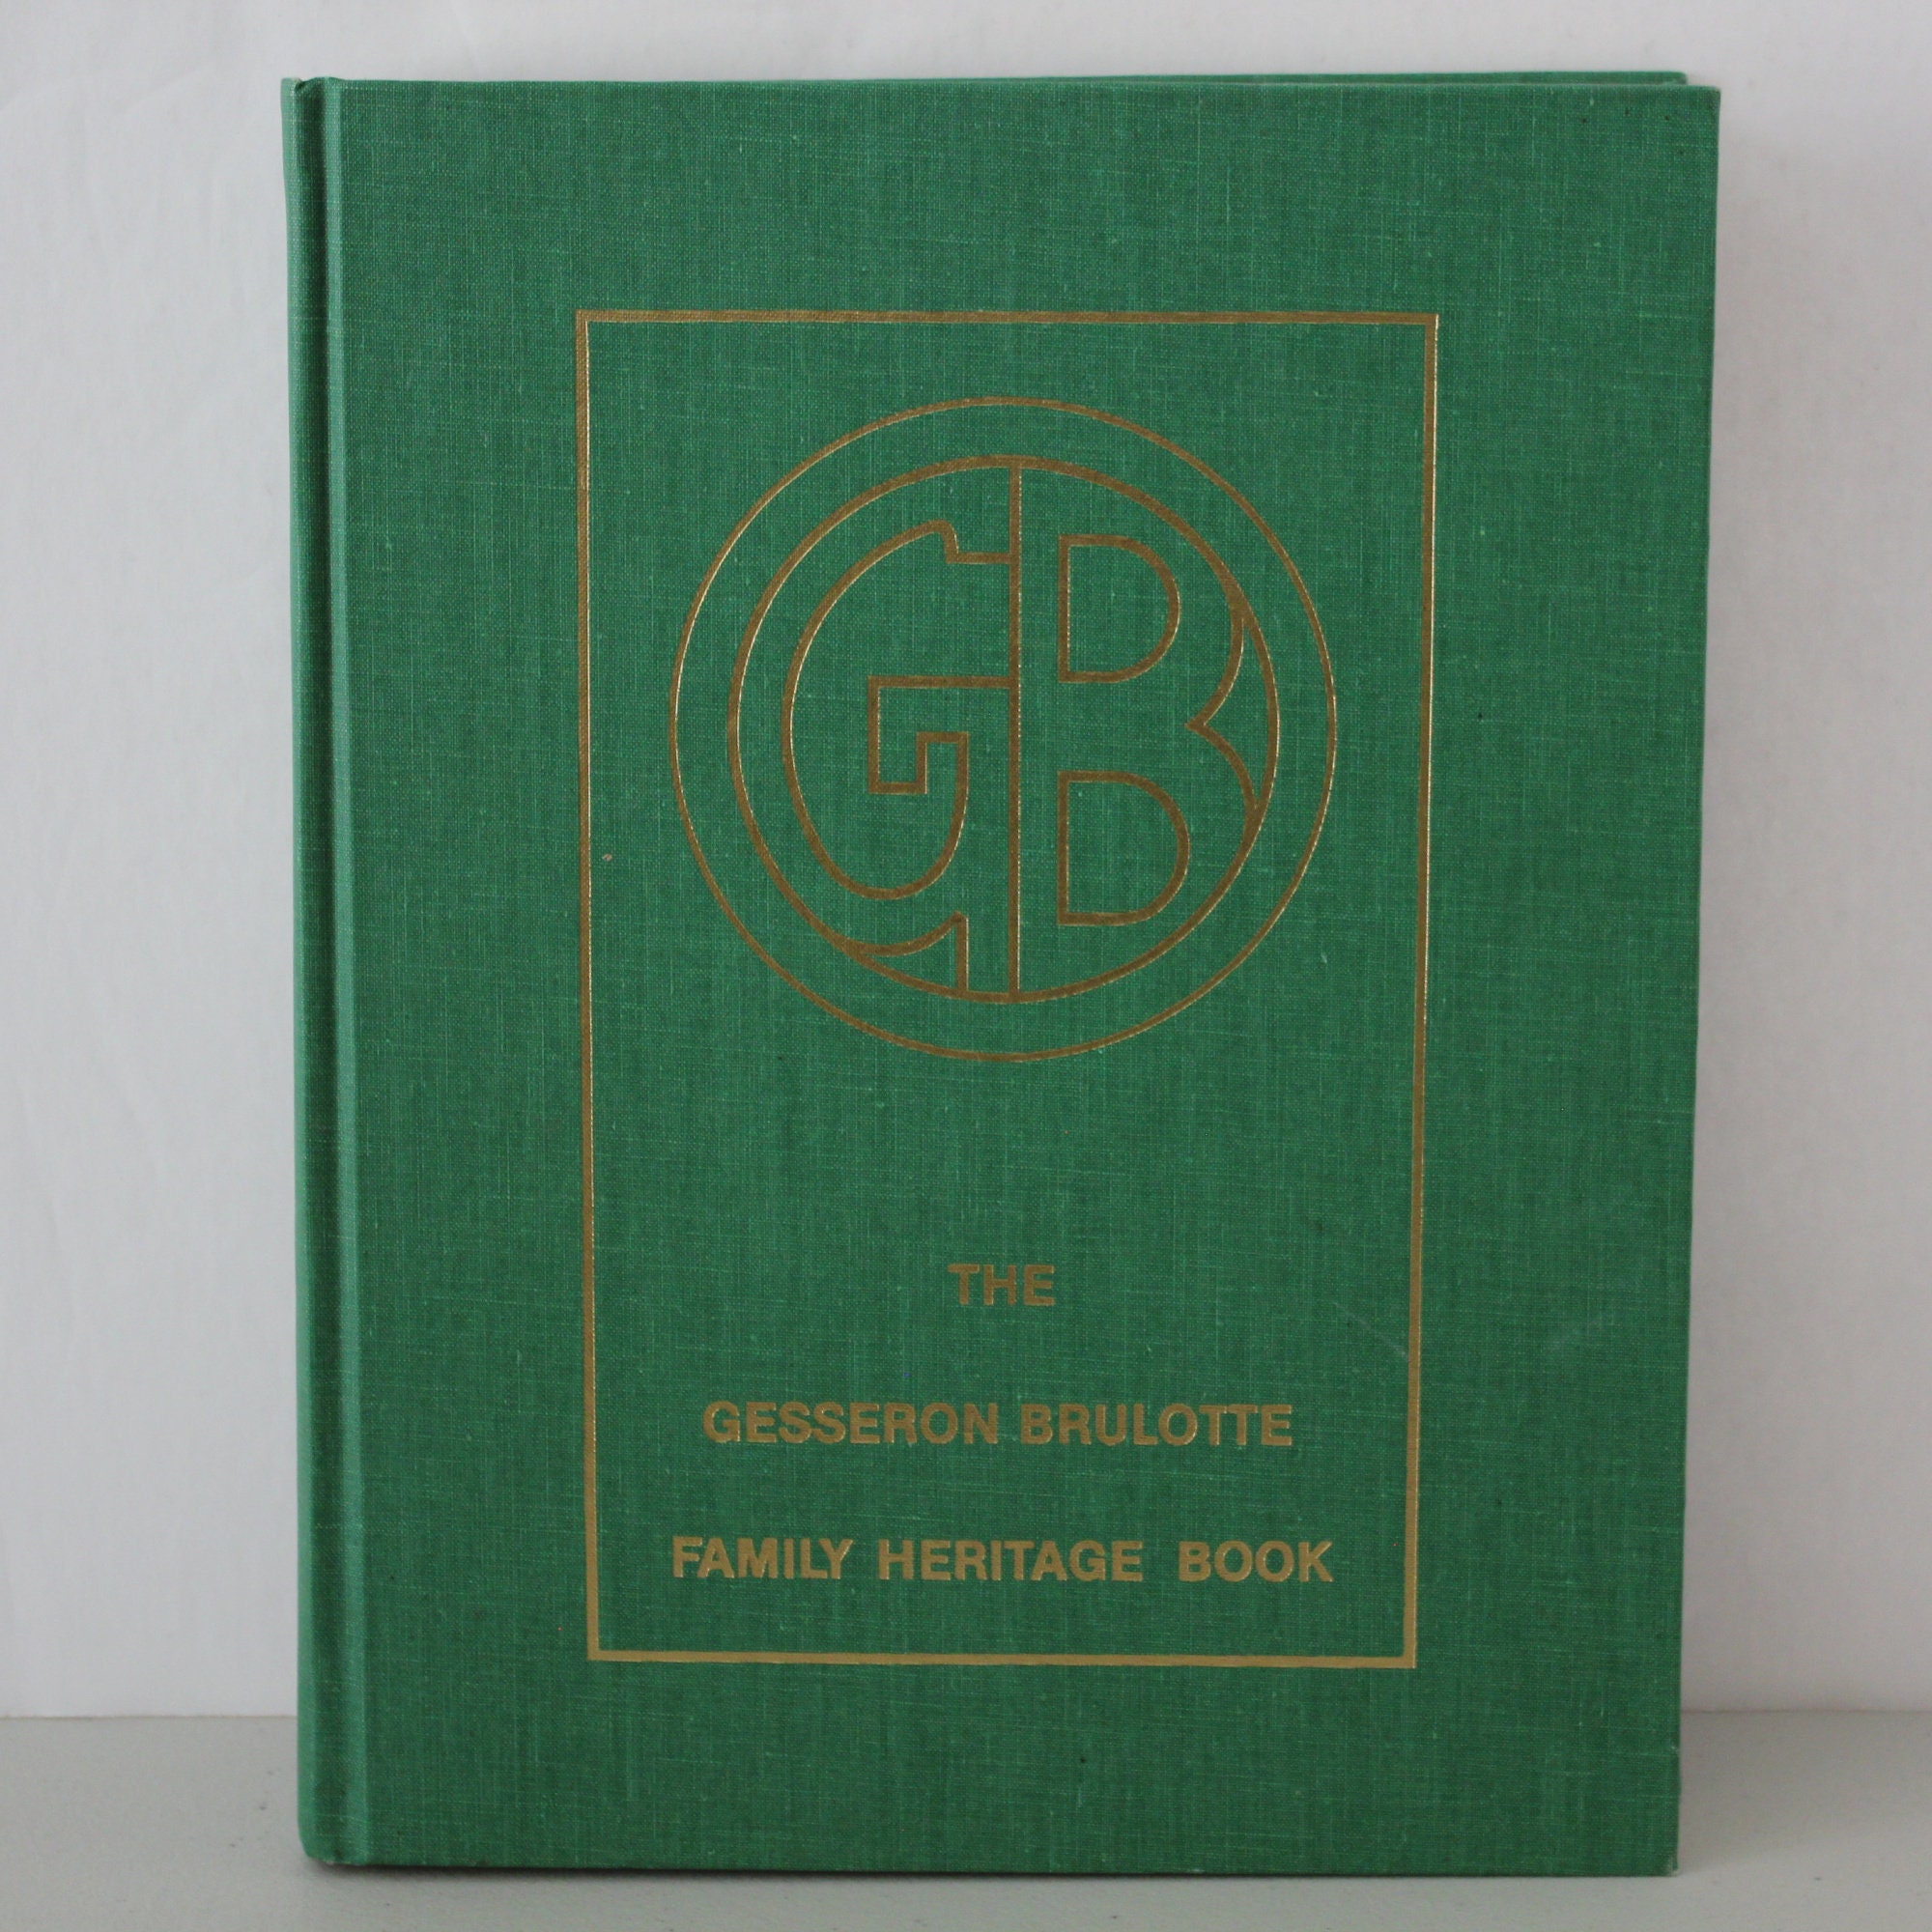 GB
THE
GESSERON BRULOTTE
FAMILY HERITAGE BOOK